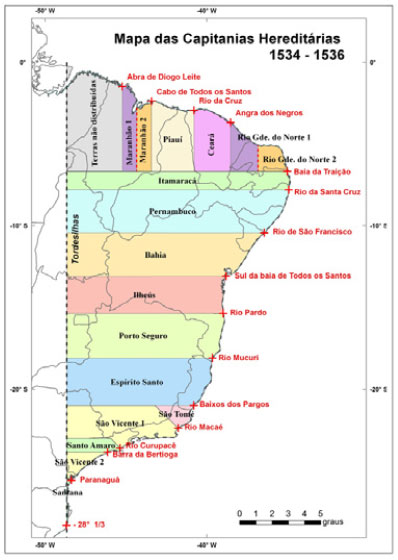 Mapa das Capitanias Hereditárias
1534 - 1536
-50°
-40°
0°
0°
Abra de Diogo Leite
Cabo de Todos os Santos
Rio da Cruz
Angra dos Negros
Terras não distribuídas
Maranhão 1
Maranhão 2
Piauí
Ceará
Rio Gde. do Norte 1
Rio Gde. do Norte 2
Baia da Traição
Itamaracá
Rio da Santa Cruz
Pernambuco
Rio de São Francisco
-10°
-10°
Tordesilhas
Bahia
Sul da baia de Todos os Santos
Ilhéus
Rio Pardo
Porto Seguro
Rio Mucuri
-20°
-20°
Espírito Santo
Baixos dos Pargos
São Tomé
São Vicente 1
Rio Macaé
Santo Amaro
Rio Curupacê
Barra da Bertioga
São Vicente 2
Paranaguá
Santana
- 28° 1/3
0 1 2 3 4 5
graus
-50°
-40°